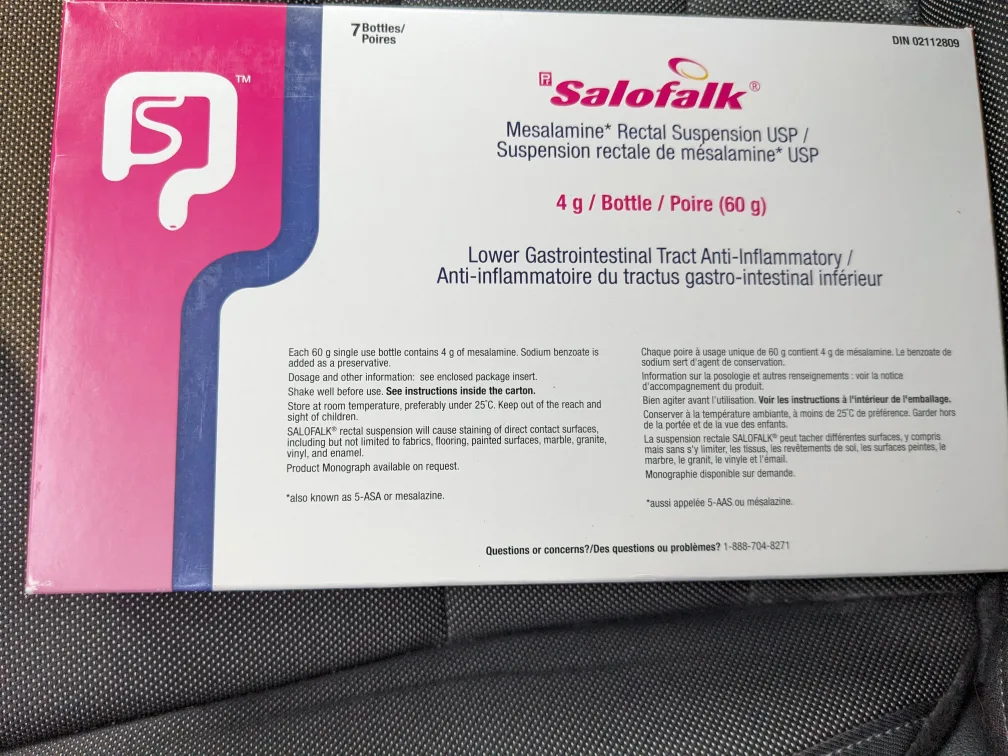 7 Bottles/
Poires
DIN 02112809
™
Pr Salofalk®
Mesalamine* Rectal Suspension USP /
Suspension rectale de mésalamine* USP
4 g / Bottle / Poire (60 g)
Lower Gastrointestinal Tract Anti-Inflammatory /
Anti-inflammatoire du tractus gastro-intestinal inférieur
Each 60 g single use bottle contains 4 g of mesalamine. Sodium benzoate is
added as a preservative.
Dosage and other information: see enclosed package insert.
Shake well before use. See instructions inside the carton.
Store at room temperature, preferably under 25°C. Keep out of the reach and
sight of children.
SALOFALK® rectal suspension will cause staining of direct contact surfaces,
including but not limited to fabrics, flooring, painted surfaces, marble, granite,
vinyl, and enamel.
Product Monograph available on request.
*also known as 5-ASA or mesalazine.
Chaque poire à usage unique de 60 g contient 4 g de mésalamine. Le benzoate de
sodium sert d'agent de conservation.
Information sur la posologie et autres renseignements : voir la notice
d'accompagnement du produit.
Bien agiter avant l'utilisation. Voir les instructions à l'intérieur de l'emballage.
Conserver à la température ambiante, à moins de 25°C de préférence. Garder hors
de la portée et de la vue des enfants.
La suspension rectale SALOFALK® peut tacher différentes surfaces, y compris
mais sans s'y limiter, les tissus, les revêtements de sol, les surfaces peintes, le
marbre, le granit, le vinyle et l'émail.
Monographie disponible sur demande.
*aussi appelée 5-AAS ou mésalazine.
Questions or concerns?/Des questions ou problèmes? 1-888-704-8271